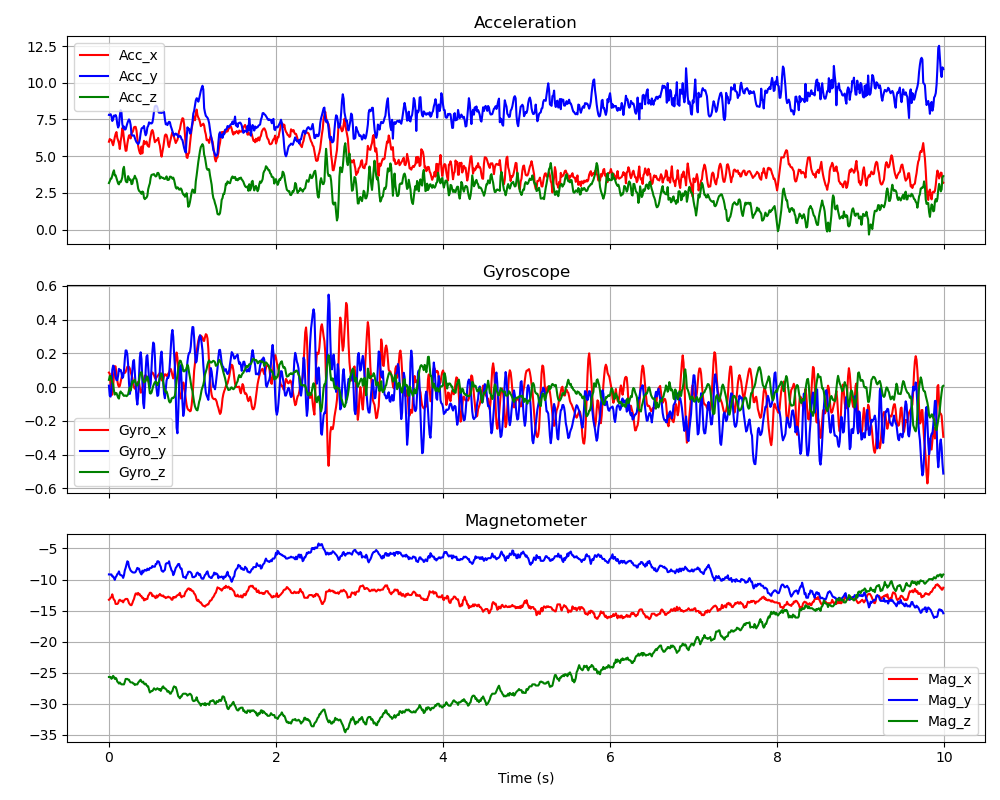 Acceleration
12.5
10.0
7.5
5.0
2.5
0.0
Acc_x
Acc_y
Acc_z
Gyroscope
0.6
0.4
0.2
0.0
−0.2
−0.4
−0.6
Gyro_x
Gyro_y
Gyro_z
Magnetometer
−5
−10
−15
−20
−25
−30
−35
Mag_x
Mag_y
Mag_z
0 2 4 6 8 10
Time (s)